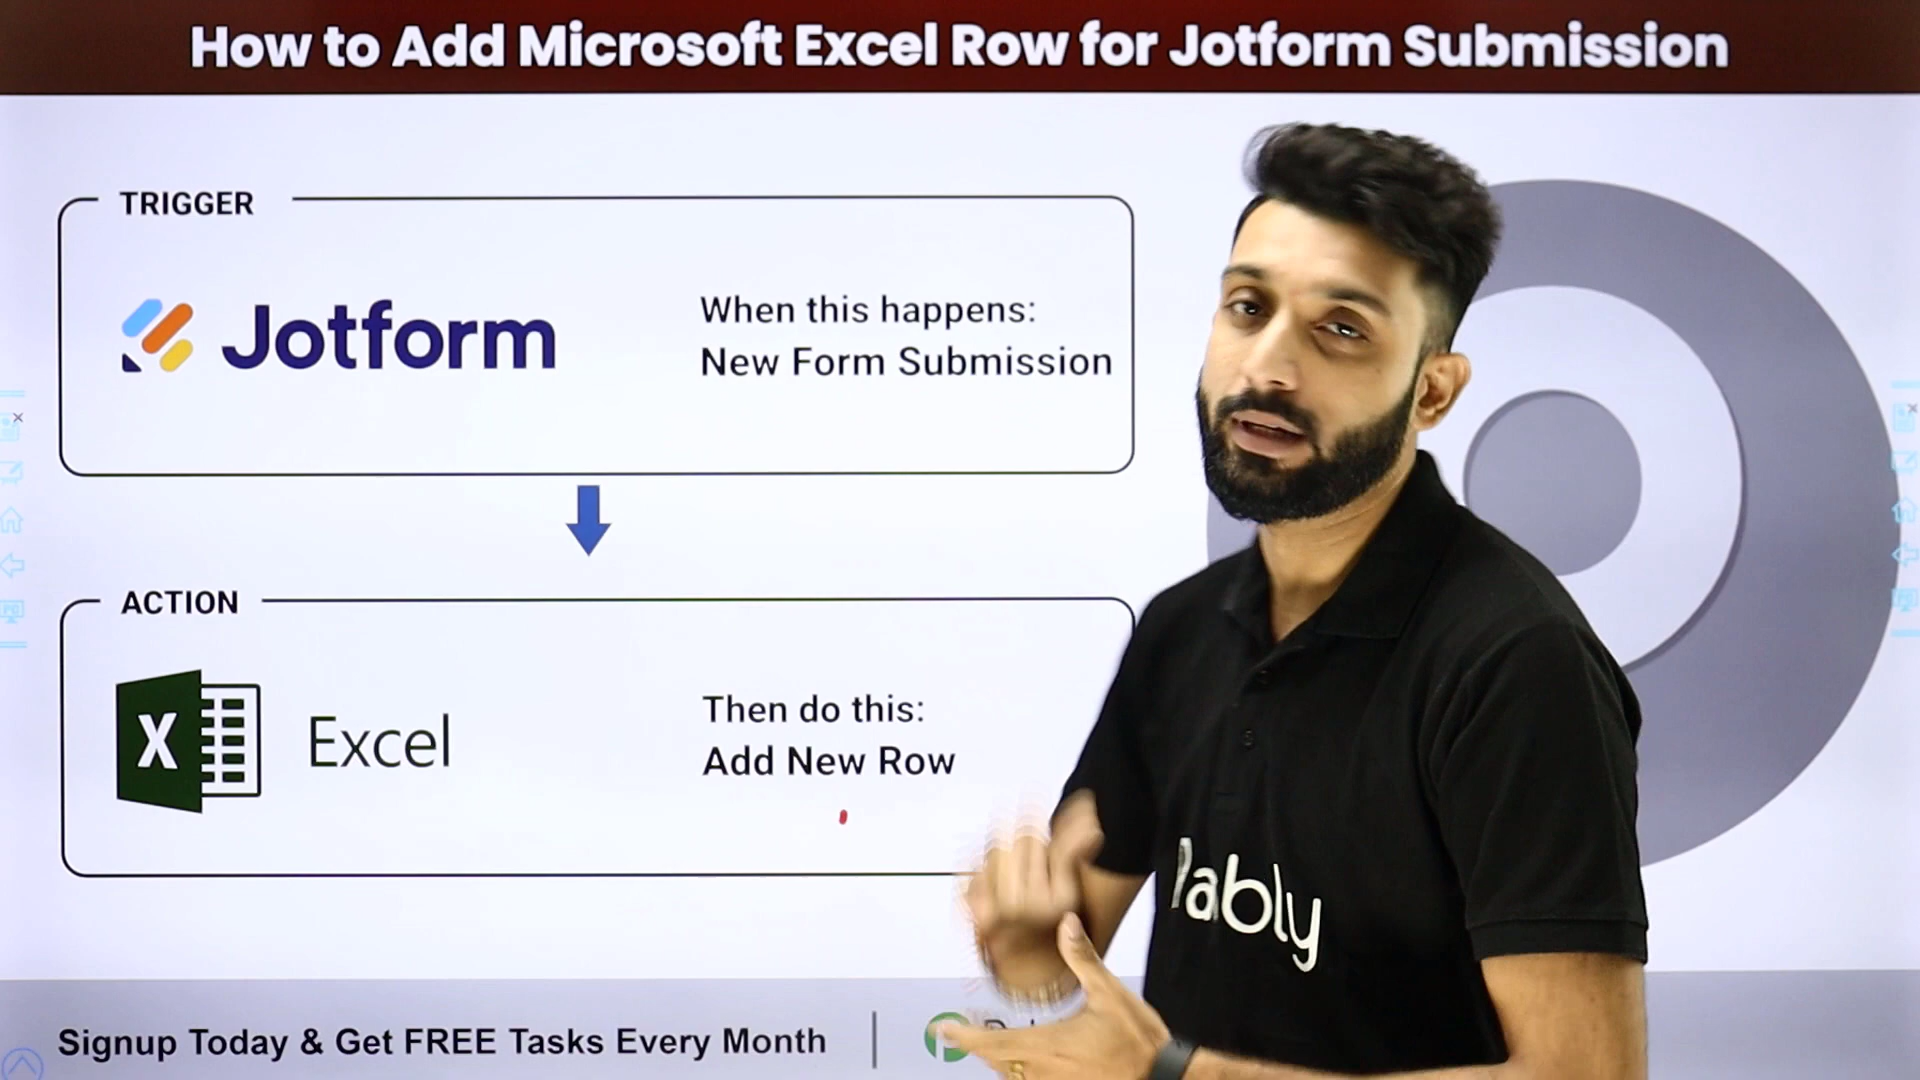 How to Add Microsoft Excel Row for Jotform Submission
TRIGGER
Jotform
When this happens:
New Form Submission
ACTION
X
Excel
Then do this:
Add New Row
Pably
Signup Today & Get FREE Tasks Every Month